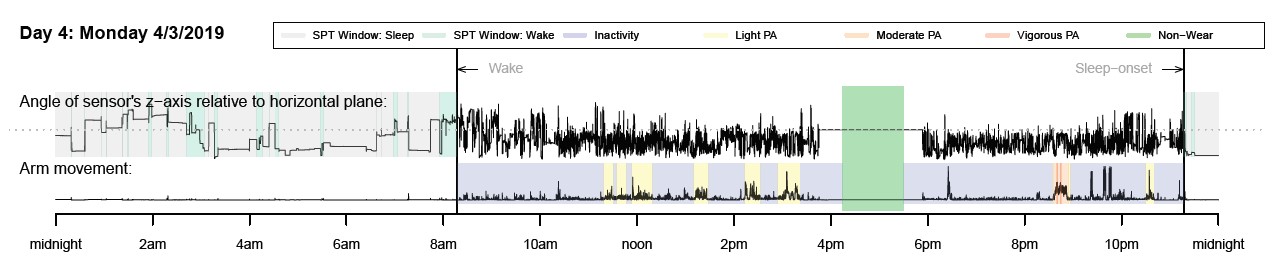 Day 4: Monday 4/3/2019
SPT Window: Sleep SPT Window: Wake Inactivity Light PA Moderate PA Vigorous PA Non−Wear
Wake Sleep−onset
Angle of sensor's z−axis relative to horizontal plane:
Arm movement:
midnight 2am 4am 6am 8am 10am noon 2pm 4pm 6pm 8pm 10pm midnight